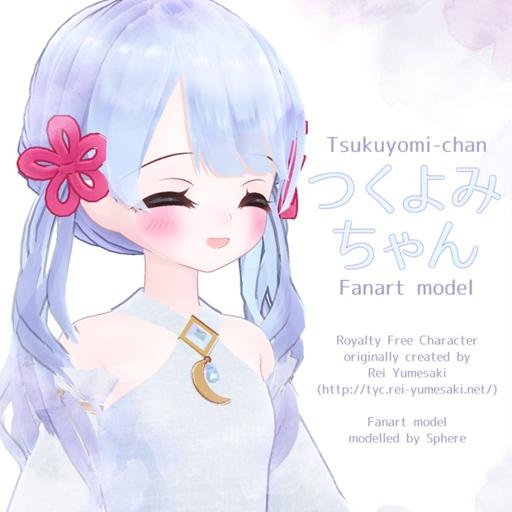 Tsukuyomi-chan
つくよみ
ちゃん
Fanart model
Royalty Free Character
originally created by
Rei Yumesaki
(http://tyc.rei-yumesaki.net/)
Fanart model
modelled by Sphere